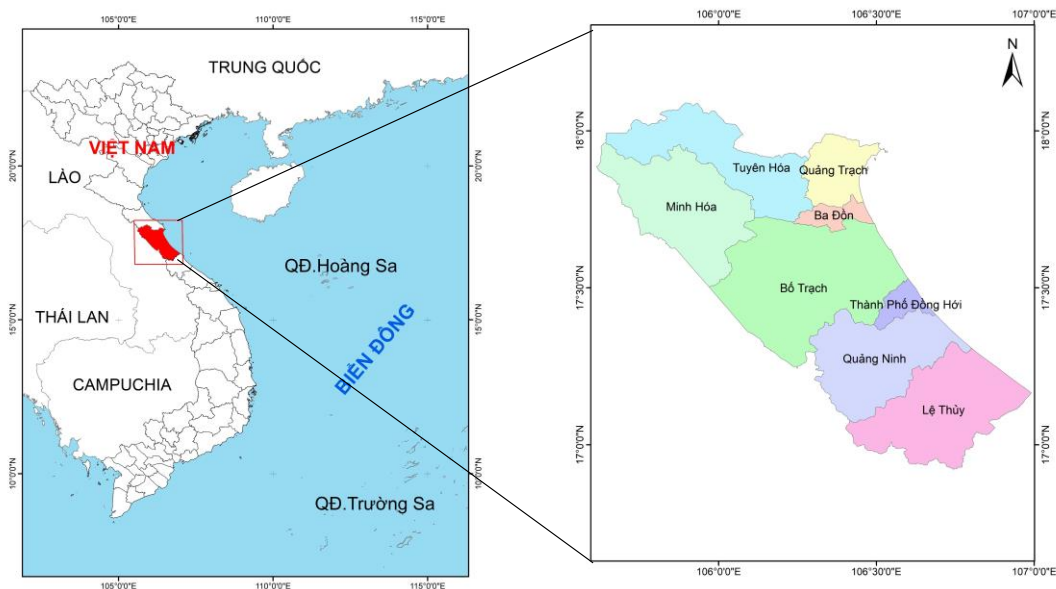 105°0'0"E 110°0'0"E 115°0'0"E
TRUNG QUỐC
VIỆT NAM
LÀO
20°0'0"N
20°0'0"N
QĐ.Hoàng Sa
THÁI LAN
15°0'0"N
15°0'0"N
BIỂN ĐÔNG
CAMPUCHIA
10°0'0"N
10°0'0"N
QĐ.Trường Sa
105°0'0"E 110°0'0"E 115°0'0"E
106°0'0"E 106°30'0"E 107°0'0"E
N
18°0'0"N
18°0'0"N
Tuyên Hóa
Quảng Trạch
Minh Hóa
Ba Đồn
Bố Trạch
17°30'0"N
17°30'0"N
Thành Phố Đồng Hới
Quảng Ninh
Lệ Thủy
17°0'0"N
17°0'0"N
106°0'0"E 106°30'0"E 107°0'0"E